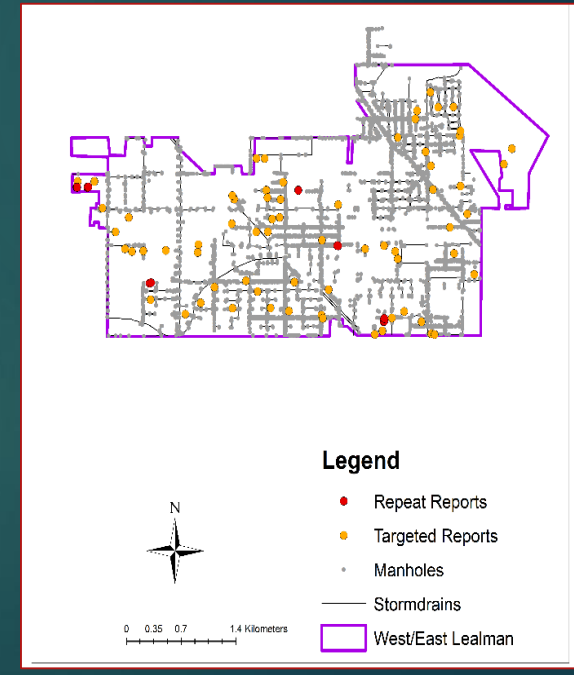 Legend
Repeat Reports
Targeted Reports
Manholes
Stormdrains
West/East Lealman
N
0 0.35 0.7 1.4 Kilometers